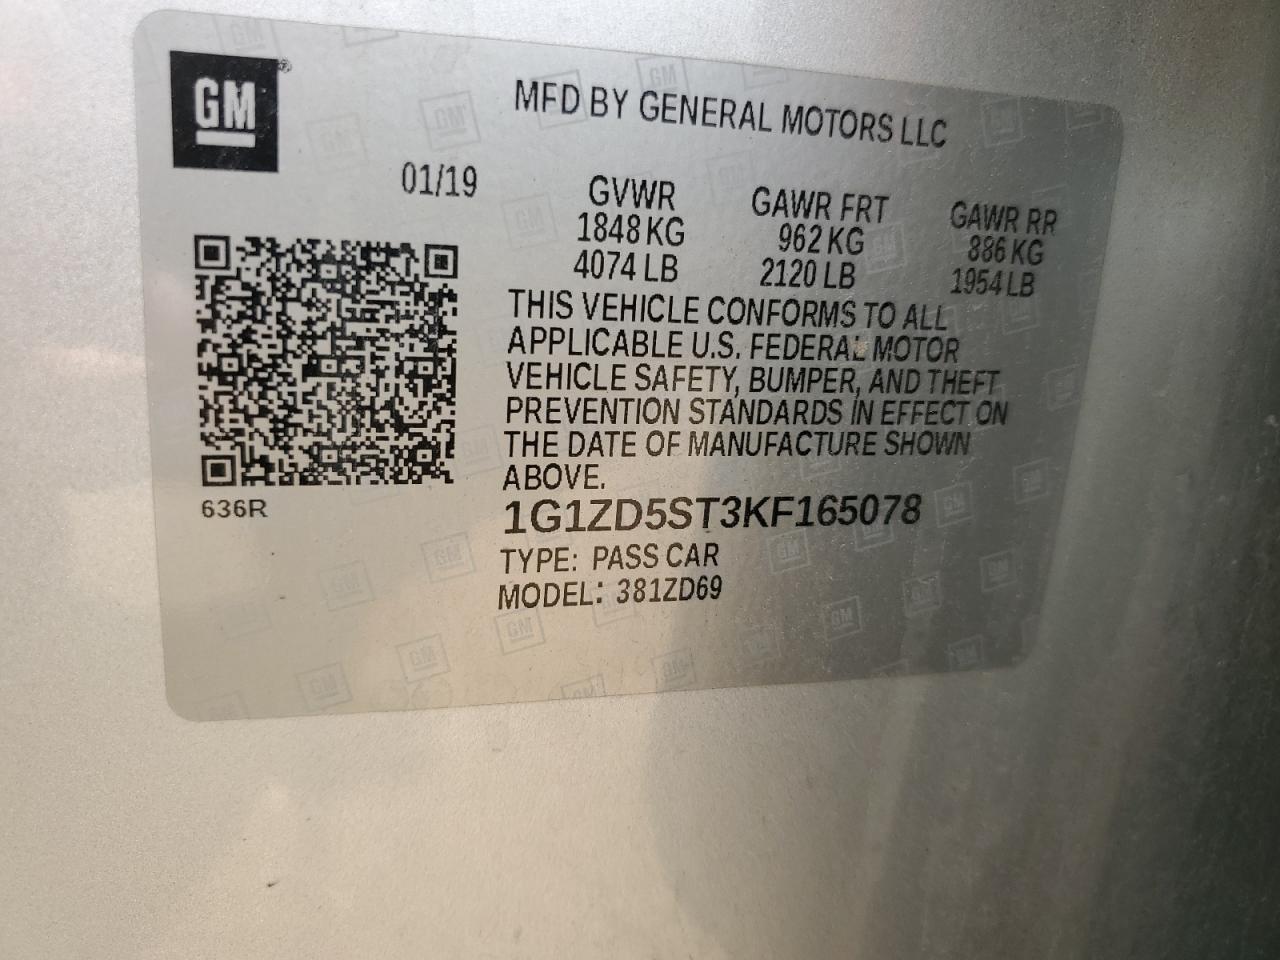 GM
MFD BY GENERAL MOTORS LLC
01/19
GVWR GAWR FRT GAWR RR
1848 KG 962 KG 886 KG
4074 LB 2120 LB 1954 LB
THIS VEHICLE CONFORMS TO ALL
APPLICABLE U.S. FEDERAL MOTOR
VEHICLE SAFETY, BUMPER, AND THEFT
PREVENTION STANDARDS IN EFFECT ON
THE DATE OF MANUFACTURE SHOWN
ABOVE.
636R
1G1ZD5ST3KF165078
TYPE: PASS CAR
MODEL: 381ZD69